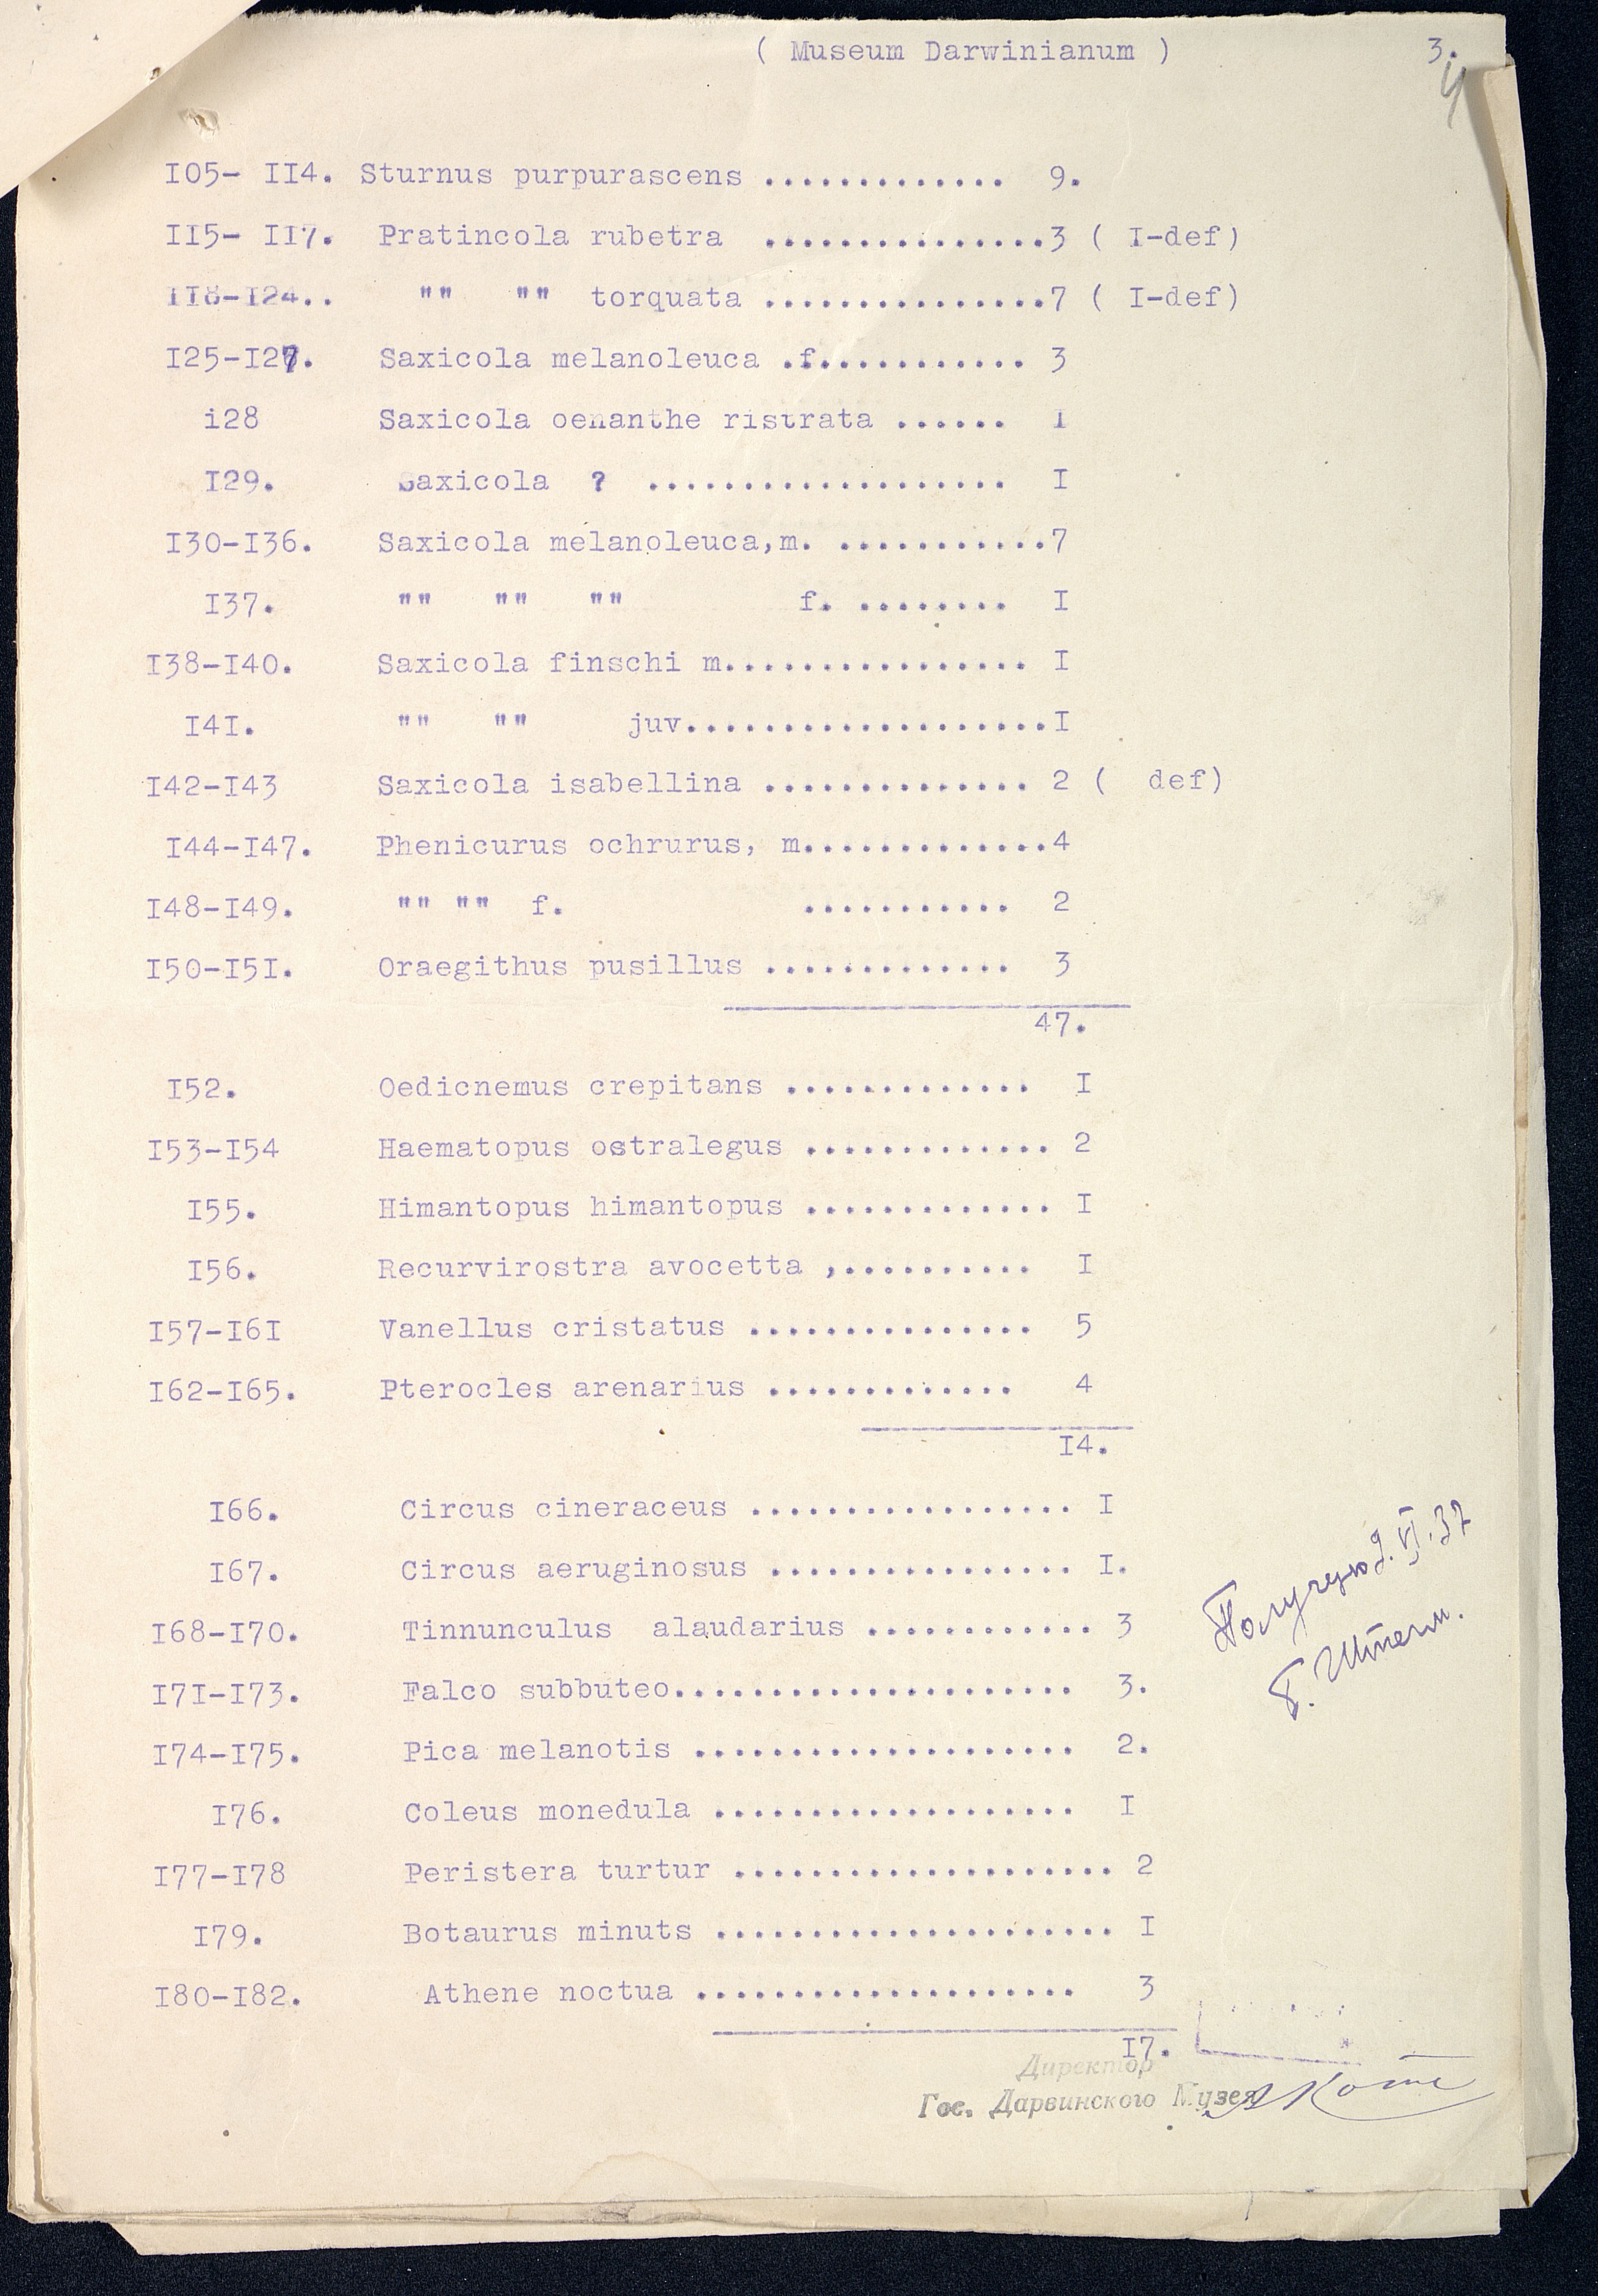 ( Museum Darwinianum ) 3.
4
I05- II4. Sturnus purpurascens ............. 9.
II5- II7. Pratincola rubetra ...............3 ( I-def)
II8-I24.. "" "" torquata ...............7 ( I-def)
I25-I27. Saxicola melanoleuca .f........... 3
i28 Saxicola oenanthe ristrata ...... I
I29. Saxicola ? ................... I
I30-I36. Saxicola melanoleuca,m. ...........7
I37. "" "" "" f. ........ I
I38-I40. Saxicola finschi m................ I
I4I. "" "" juv...................I
I42-I43 Saxicola isabellina .............. 2 ( def)
I44-I47. Phenicurus ochrurus, m.............4
I48-I49. "" "" f. ........... 2
I50-I5I. Oraegithus pusillus ............. 3
47.
I52. Oedicnemus crepitans ............. I
I53-I54 Haematopus ostralegus ............. 2
I55. Himantopus himantopus ............. I
I56. Recurvirostra avocetta ,.......... I
I57-I6I Vanellus cristatus ............... 5
I62-I65. Pterocles arenarius ............. 4
I4.
I66. Circus cineraceus ................. I
I67. Circus aeruginosus ................ I.
I68-I70. Tinnunculus alaudarius ............ 3
I7I-I73. Falco subbuteo..................... 3.
I74-I75. Pica melanotis .................... 2.
I76. Coleus monedula ................... I
I77-I78 Peristera turtur .................... 2
I79. Botaurus minuts ..................... I
I80-I82. Athene noctua .................... 3
I7.
Получено 9.VI.37
Б. Штегм.
Директор
Гос. Дарвинского Музея АКотс